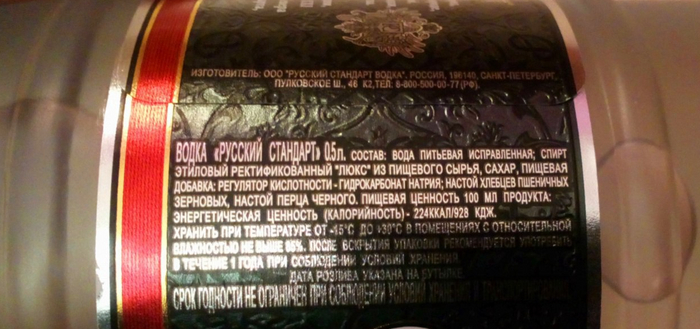 ИЗГОТОВИТЕЛЬ: ООО "РУССКИЙ СТАНДАРТ ВОДКА". РОССИЯ, 196140, САНКТ-ПЕТЕРБУРГ,
ПУЛКОВСКОЕ Ш., 46 К2, ТЕЛ: 8-800-500-00-77(РФ).
ВОДКА «РУССКИЙ СТАНДАРТ» 0,5л. СОСТАВ: ВОДА ПИТЬЕВАЯ ИСПРАВЛЕННАЯ; СПИРТ
ЭТИЛОВЫЙ РЕКТИФИКОВАННЫЙ "ЛЮКС" ИЗ ПИЩЕВОГО СЫРЬЯ, САХАР, ПИЩЕВАЯ
ДОБАВКА: РЕГУЛЯТОР КИСЛОТНОСТИ - ГИДРОКАРБОНАТ НАТРИЯ; НАСТОЙ ХЛЕБЦЕВ ПШЕНИЧНЫХ
ЗЕРНОВЫХ, НАСТОЙ ПЕРЦА ЧЕРНОГО. ПИЩЕВАЯ ЦЕННОСТЬ 100 МЛ ПРОДУКТА:
ЭНЕРГЕТИЧЕСКАЯ ЦЕННОСТЬ (КАЛОРИЙНОСТЬ) - 224ККАЛ/928 КДЖ.
ХРАНИТЬ ПРИ ТЕМПЕРАТУРЕ ОТ -15°С ДО +30°С В ПОМЕЩЕНИЯХ С ОТНОСИТЕЛЬНОЙ
ВЛАЖНОСТЬЮ НЕ ВЫШЕ 85%. ПОСЛЕ ВСКРЫТИЯ УПАКОВКИ РЕКОМЕНДУЕТСЯ УПОТРЕБИТЬ
В ТЕЧЕНИЕ 1 ГОДА ПРИ СОБЛЮДЕНИИ УСЛОВИЙ ХРАНЕНИЯ.
ДАТА РОЗЛИВА УКАЗАНА НА БУТЫЛКЕ.
СРОК ГОДНОСТИ НЕ ОГРАНИЧЕН ПРИ СОБЛЮДЕНИИ УСЛОВИЙ ХРАНЕНИЯ И ТРАНСПОРТИРОВАНИЯ.